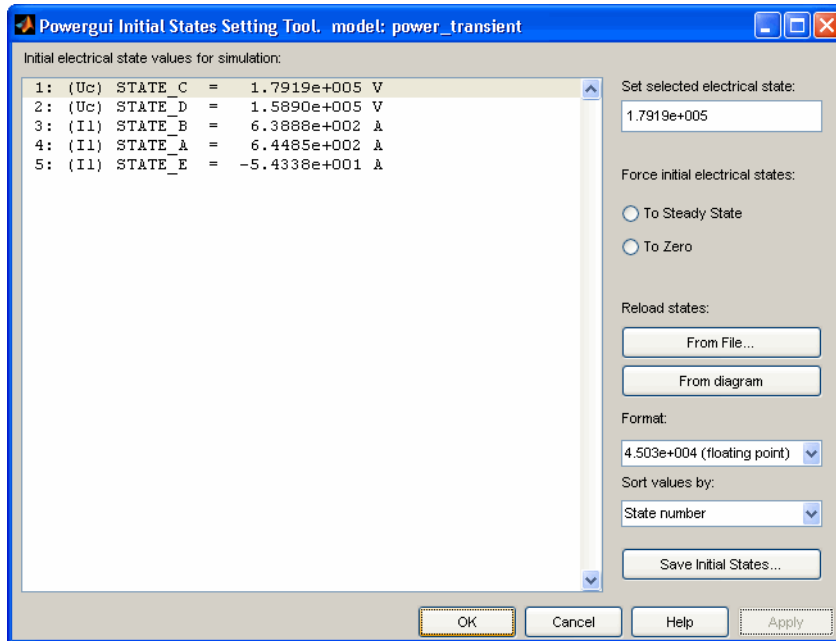 Powergui Initial States Setting Tool. model: power_transient
Initial electrical state values for simulation:
1: (Uc) STATE_C = 1.7919e+005 V
2: (Uc) STATE_D = 1.5890e+005 V
3: (Il) STATE_B = 6.3888e+002 A
4: (Il) STATE_A = 6.4485e+002 A
5: (Il) STATE_E = -5.4338e+001 A
Set selected electrical state:
1.7919e+005
Force initial electrical states:
To Steady State
To Zero
Reload states:
From File...
From diagram
Format:
4.503e+004 (floating point)
Sort values by:
State number
Save Initial States...
OK Cancel Help Apply